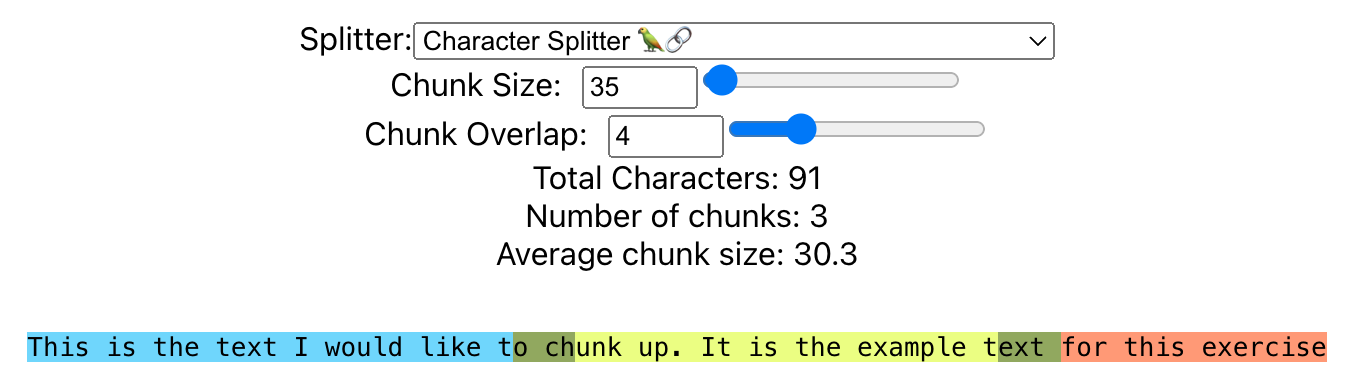 Splitter: Character Splitter 🦜🔗
Chunk Size: 35
Chunk Overlap: 4
Total Characters: 91
Number of chunks: 3
Average chunk size: 30.3
This is the text I would like to chunk up. It is the example text for this exercise